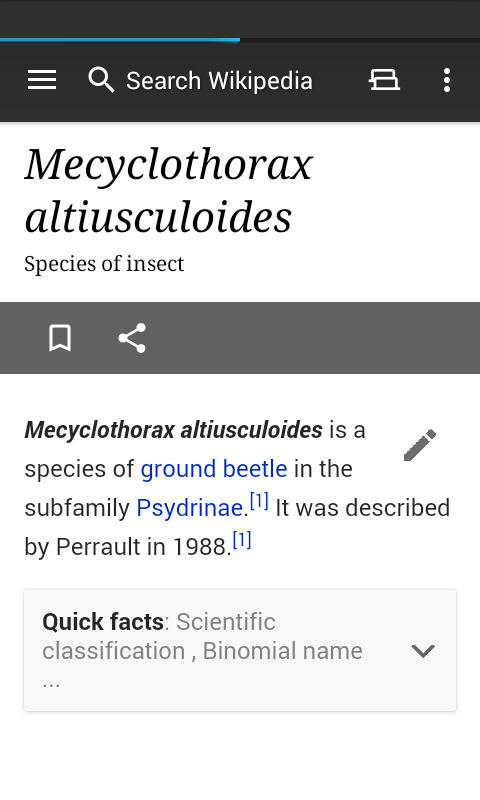 Search Wikipedia
Mecyclothorax
altiusculoides
Species of insect
Mecyclothorax altiusculoides is a
species of ground beetle in the
subfamily Psydrinae.[1] It was described
by Perrault in 1988.[1]
Quick facts: Scientific
classification , Binomial name
...